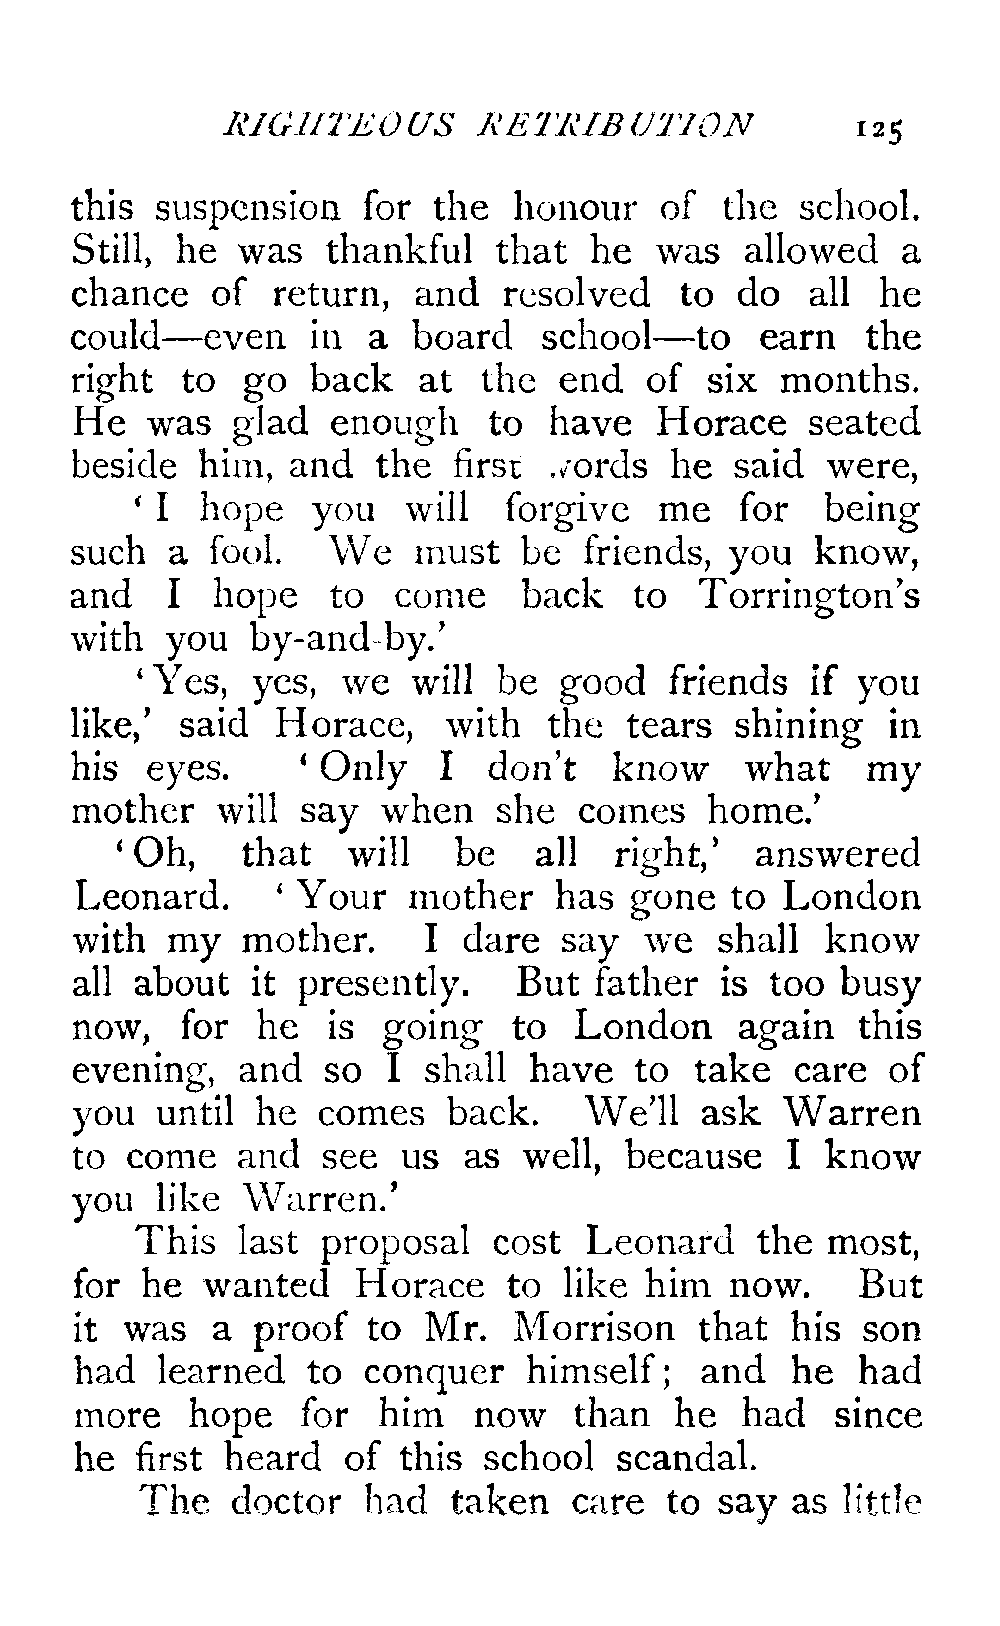 RIGHTEOUS RETRIBUTION 125
this suspension for the honour of the school.
Still, he was thankful that he was allowed a
chance of return, and resolved to do all he
could—even in a board school—to earn the
right to go back at the end of six months.
He was glad enough to have Horace seated
beside him, and the first words he said were,
‘ I hope you will forgive me for being
such a fool. We must be friends, you know,
and I hope to come back to Torrington’s
with you by-and-by.’
‘ Yes, yes, we will be good friends if you
like,’ said Horace, with the tears shining in
his eyes. ‘ Only I don’t know what my
mother will say when she comes home.’
‘ Oh, that will be all right,’ answered
Leonard. ‘ Your mother has gone to London
with my mother. I dare say we shall know
all about it presently. But father is too busy
now, for he is going to London again this
evening, and so I shall have to take care of
you until he comes back. We’ll ask Warren
to come and see us as well, because I know
you like Warren.’
This last proposal cost Leonard the most,
for he wanted Horace to like him now. But
it was a proof to Mr. Morrison that his son
had learned to conquer himself ; and he had
more hope for him now than he had since
he first heard of this school scandal.
The doctor had taken care to say as little